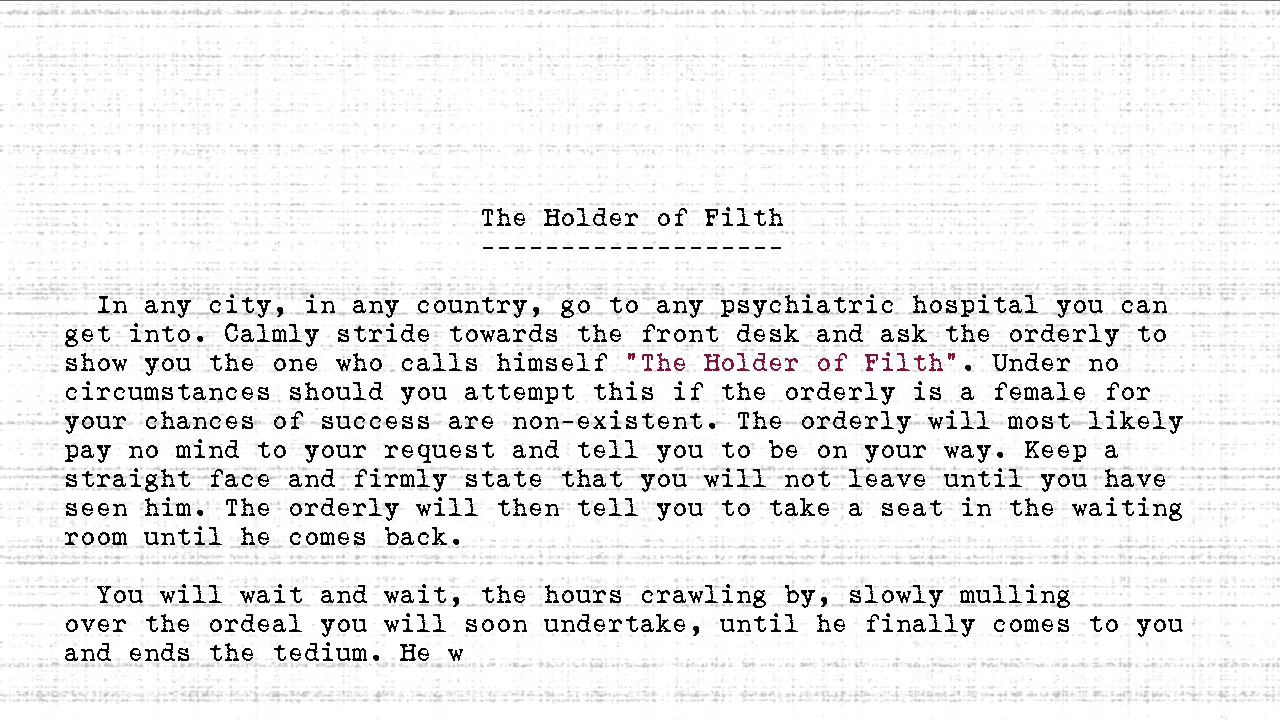 The Holder of Filth
-------------------
In any city, in any country, go to any psychiatric hospital you can
get into. Calmly stride towards the front desk and ask the orderly to
show you the one who calls himself "The Holder of Filth". Under no
circumstances should you attempt this if the orderly is a female for
your chances of success are non-existent. The orderly will most likely
pay no mind to your request and tell you to be on your way. Keep a
straight face and firmly state that you will not leave until you have
seen him. The orderly will then tell you to take a seat in the waiting
room until he comes back.
You will wait and wait, the hours crawling by, slowly mulling
over the ordeal you will soon undertake, until he finally comes to you
and ends the tedium. He w